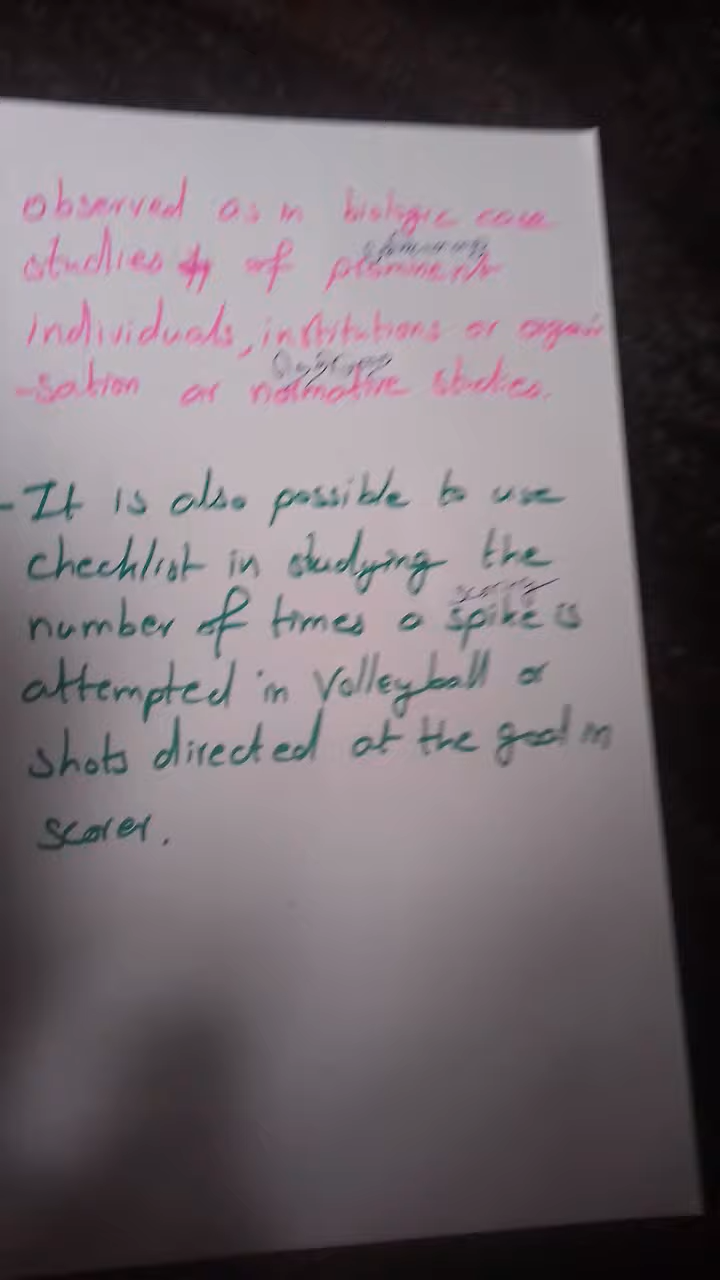 observed as in biologic case
studies of prominent
individuals, institutions or organi
-sation or normative studies.
- It is also possible to use
checklist in studying the
number of times a spike is
attempted in Volleyball or
shots directed at the goal in
scorer.